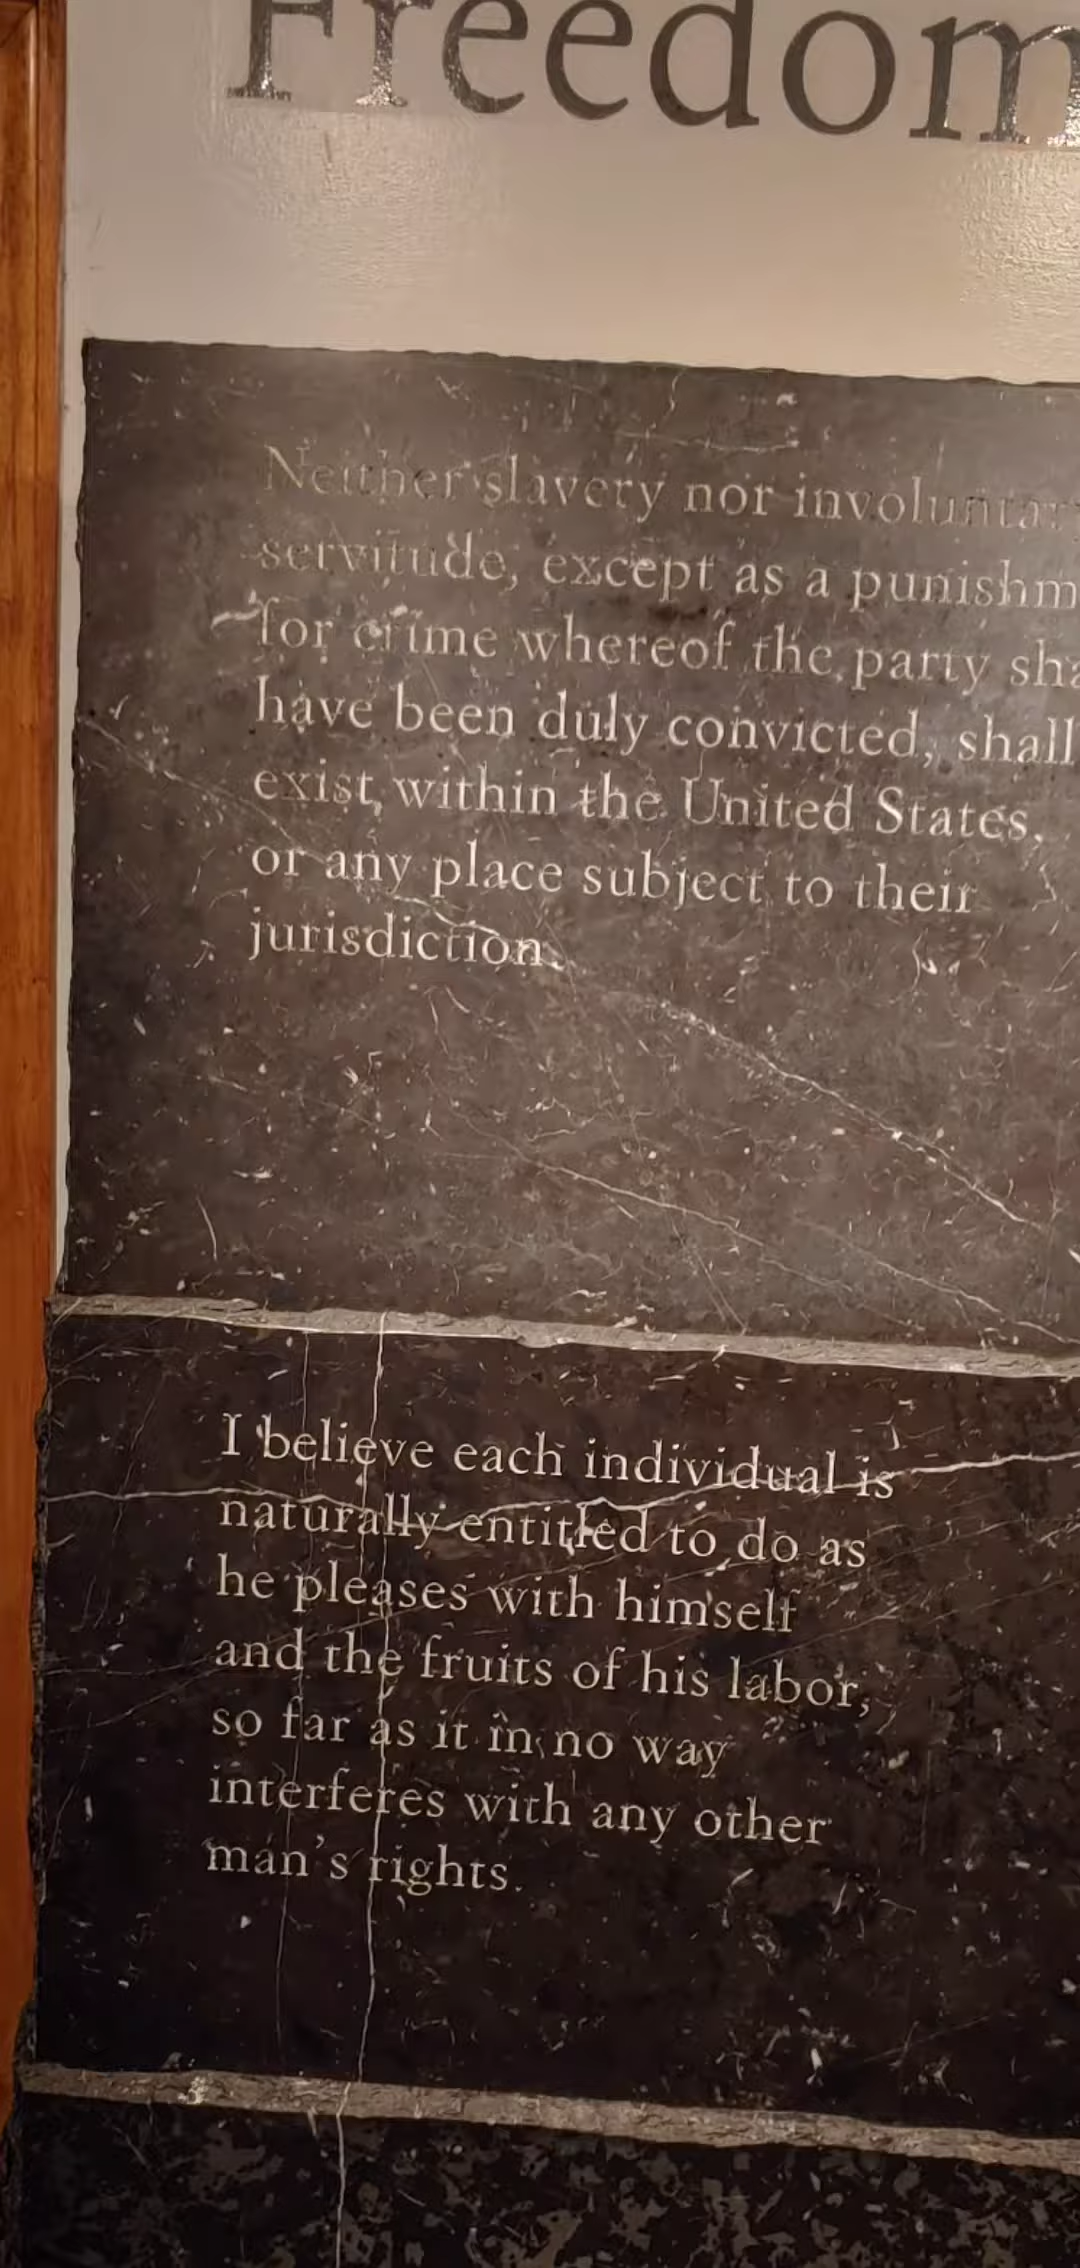 Freedom
Neither slavery nor involuntar
servitude, except as a punishm
for crime whereof the party sha
have been duly convicted, shall
exist within the United States,
or any place subject to their
jurisdiction.
I believe each individual is
naturally entitled to do as
he pleases with himself
and the fruits of his labor,
so far as it in no way
interferes with any other
man's rights.